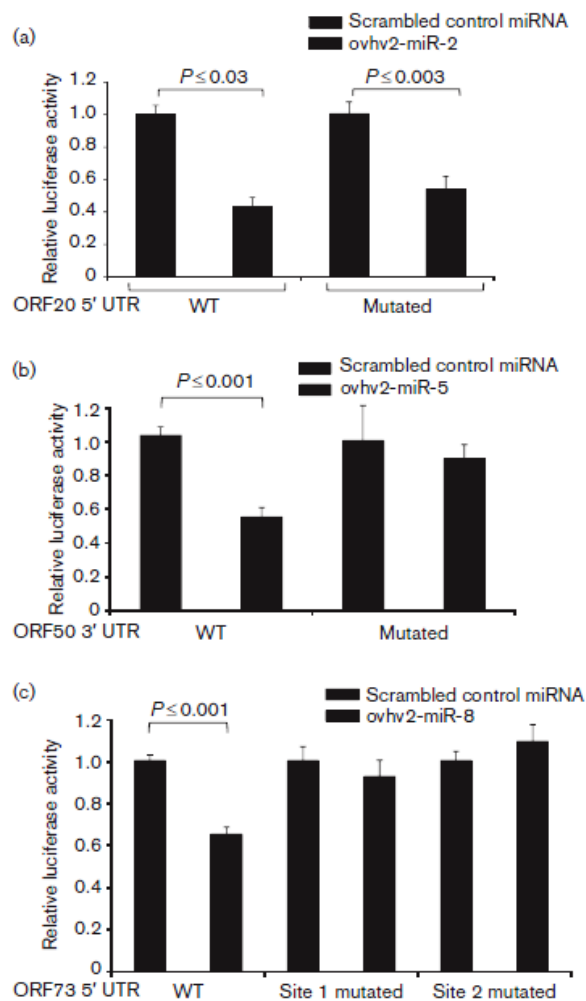 (a)
Scrambled control miRNA
ovhv2-miR-2
Relative luciferase activity
1.2
1.0
0.8
0.6
0.4
0.2
0
P≤0.03
P≤0.003
ORF20 5′ UTR
WT
Mutated
(b)
Scrambled control miRNA
ovhv2-miR-5
Relative luciferase activity
1.2
1.0
0.8
0.6
0.4
0.2
0
P≤0.001
ORF50 3′ UTR
WT
Mutated
(c)
Scrambled control miRNA
ovhv2-miR-8
Relative luciferase activity
1.2
1.0
0.8
0.6
0.4
0.2
0
P≤0.001
ORF73 5′ UTR
WT
Site 1 mutated
Site 2 mutated